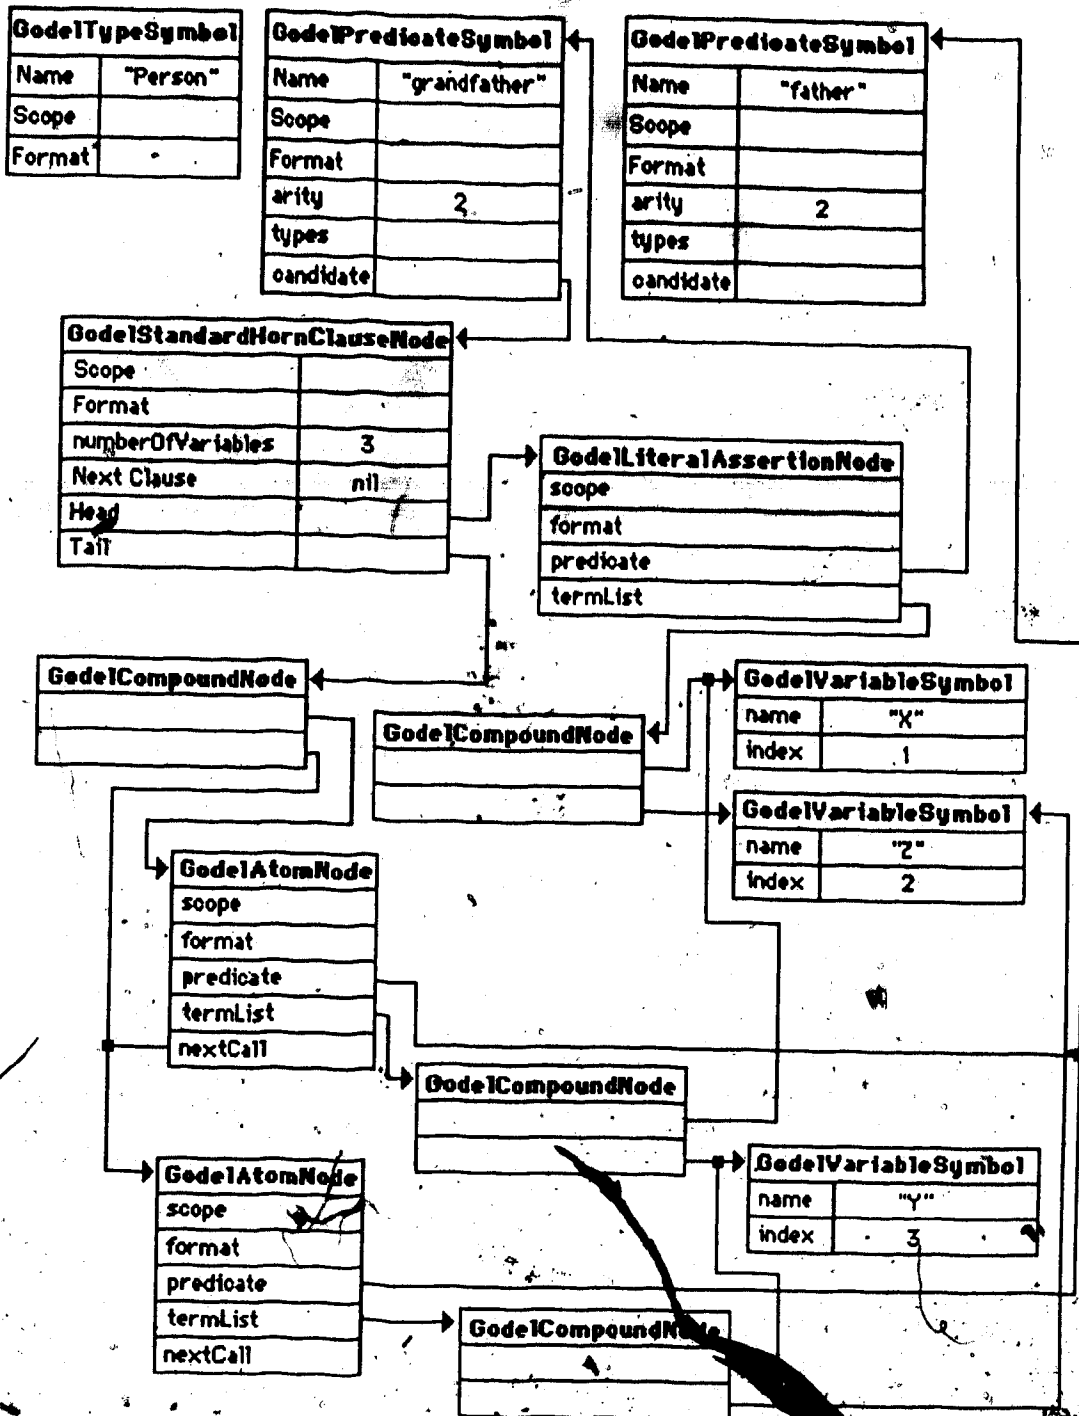 GodelTypeSymbol
Name "Person"
Scope
Format
GodelPredicateSymbol
Name "grandfather"
Scope
Format
arity 2
types
candidate
GodelPredicateSymbol
Name "father"
Scope
Format
arity 2
types
candidate
GodelStandardHornClauseNode
Scope
Format
numberOfVariables 3
Next Clause nil
Head
Tail
GodelLiteralAssertionNode
scope
format
predicate
termList
GodelCompoundNode
GodelCompoundNode
GodelVariableSymbol
name "X"
index 1
GodelVariableSymbol
name "Z"
index 2
GodelAtomNode
scope
format
predicate
termList
nextCall
GodelCompoundNode
GodelVariableSymbol
name "Y"
index 3
GodelAtomNode
scope
format
predicate
termList
nextCall
GodelCompoundNode